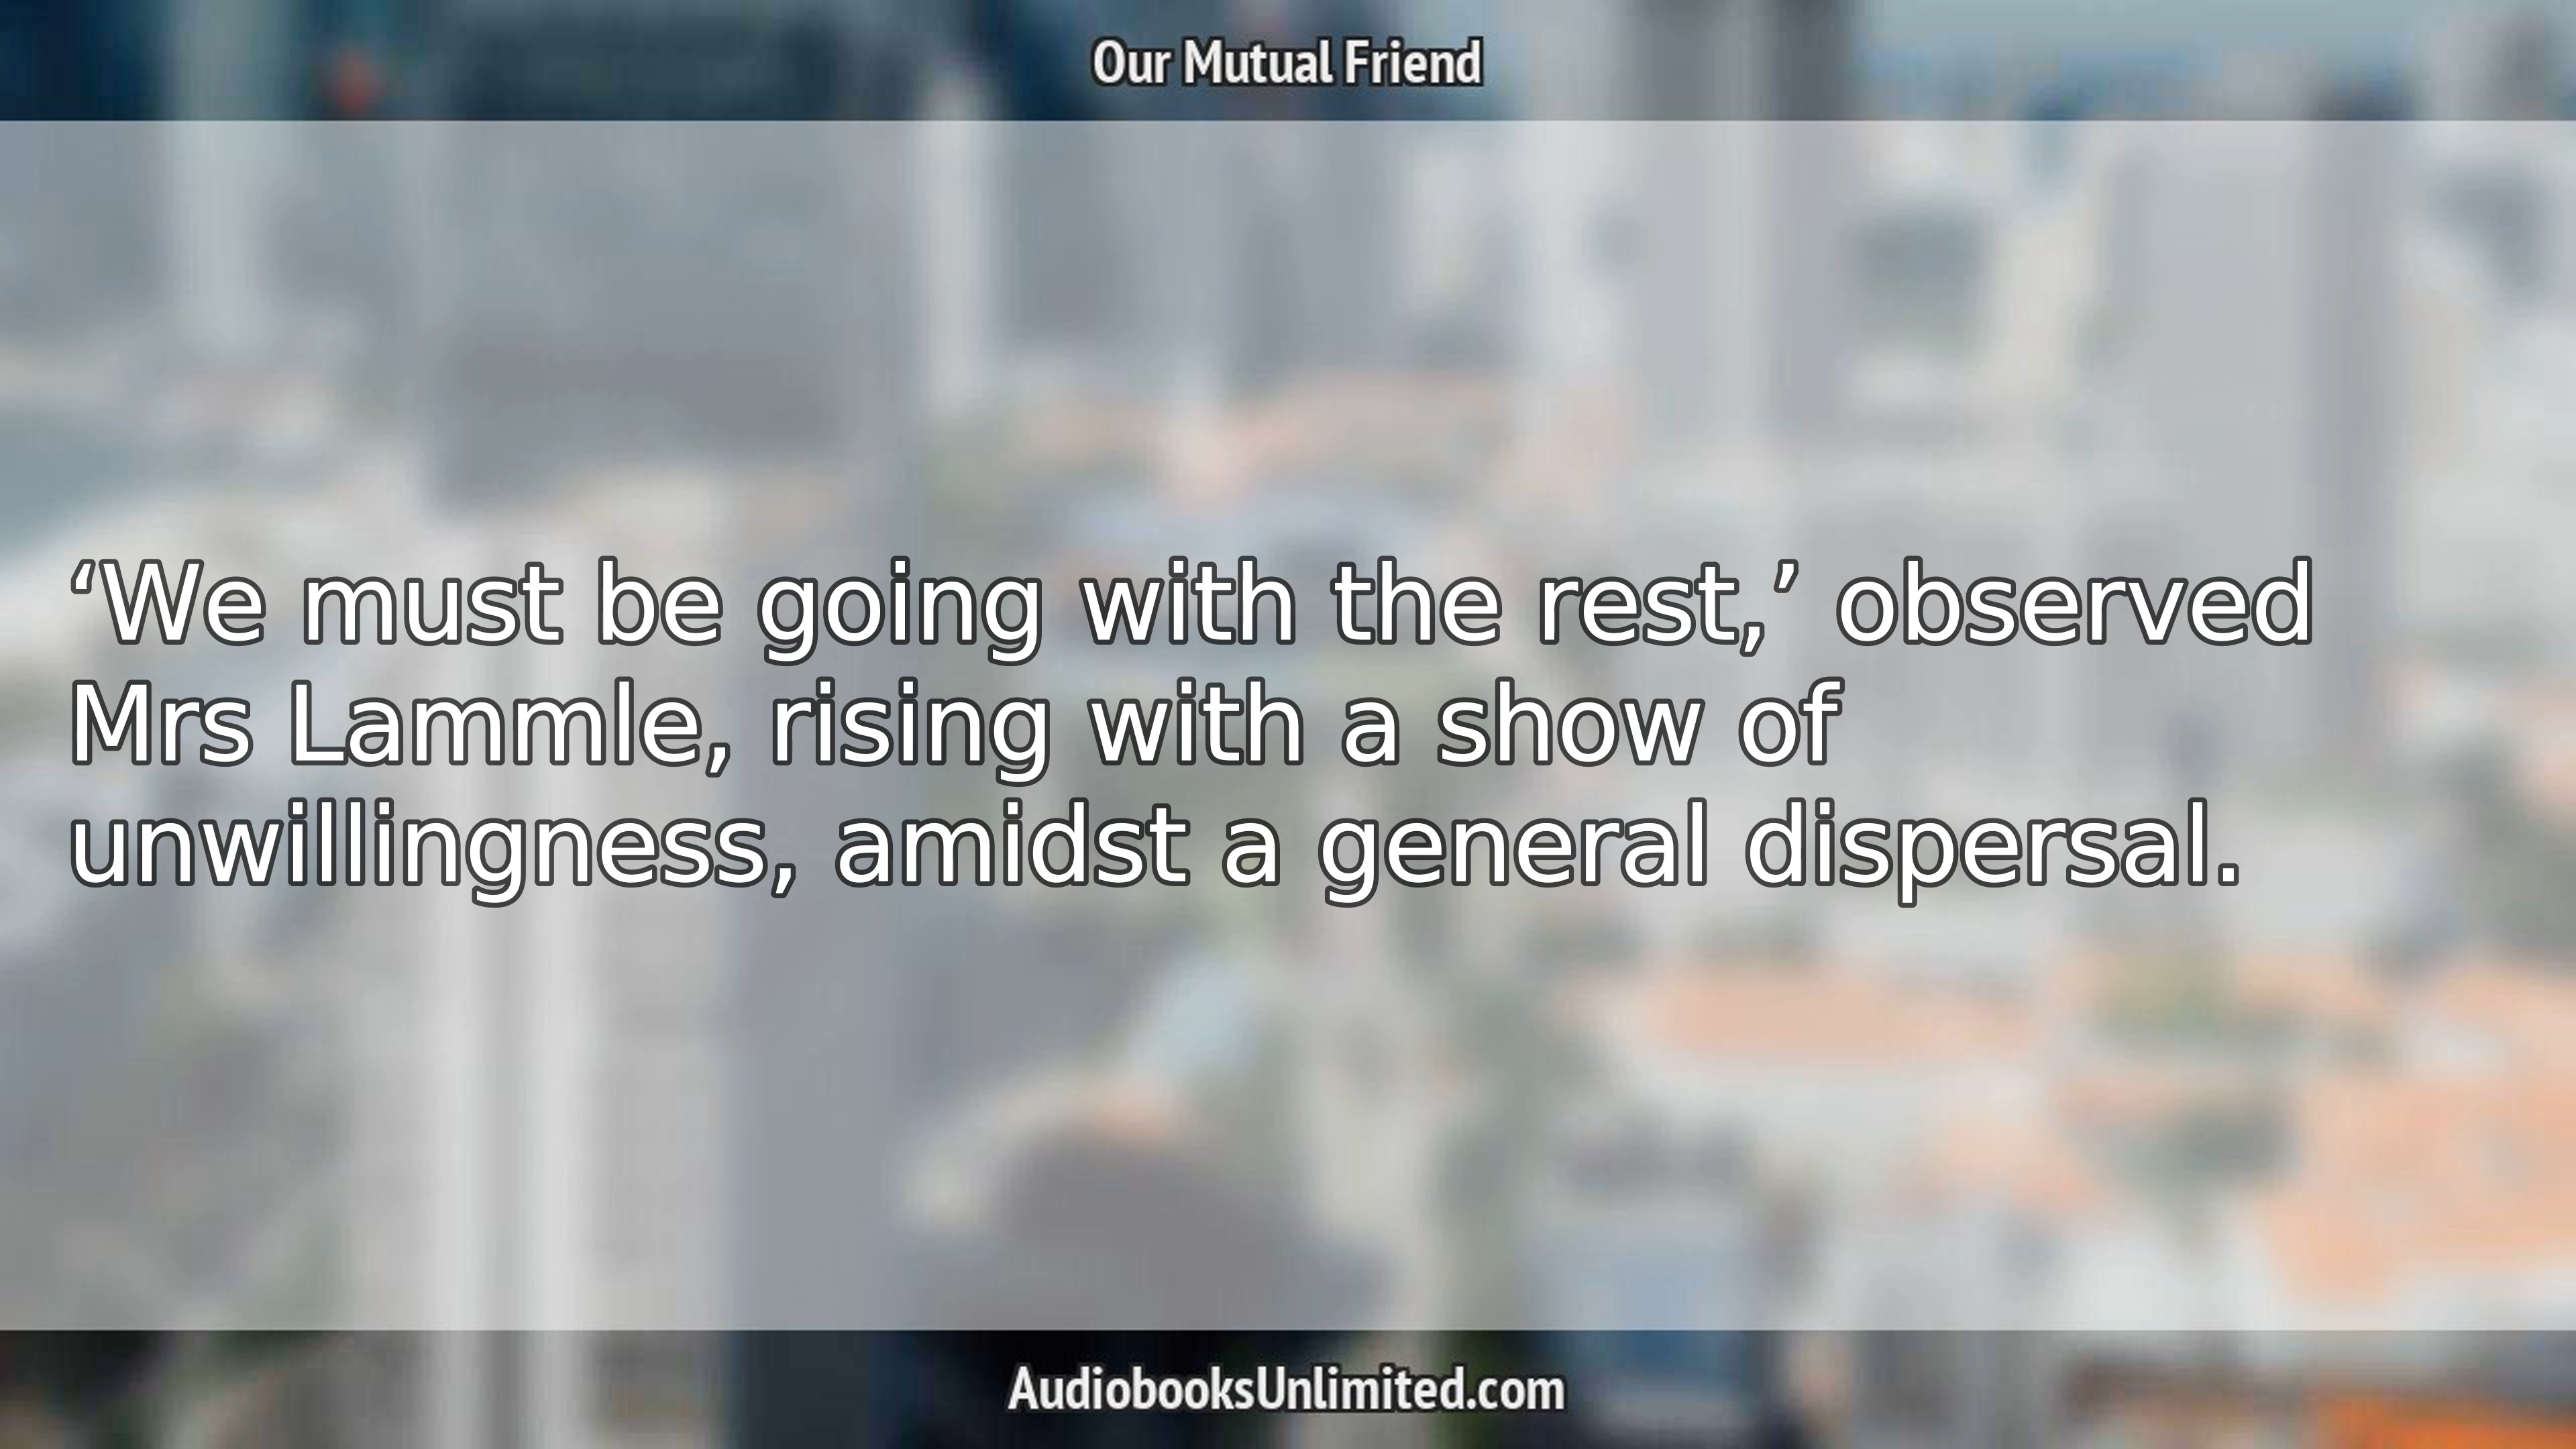 Our Mutual Friend
‘We must be going with the rest,’ observed
Mrs Lammle, rising with a show of
unwillingness, amidst a general dispersal.
AudiobooksUnlimited.com